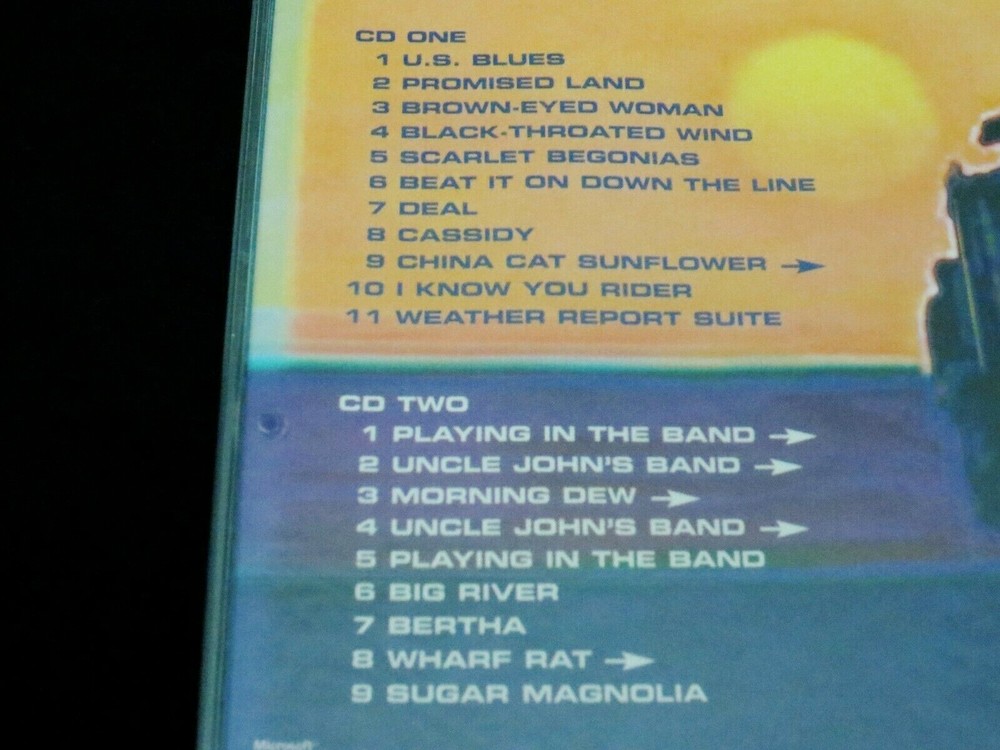 CD ONE
1 U.S. BLUES
2 PROMISED LAND
3 BROWN-EYED WOMAN
4 BLACK-THROATED WIND
5 SCARLET BEGONIAS
6 BEAT IT ON DOWN THE LINE
7 DEAL
8 CASSIDY
9 CHINA CAT SUNFLOWER →
10 I KNOW YOU RIDER
11 WEATHER REPORT SUITE
CD TWO
1 PLAYING IN THE BAND →
2 UNCLE JOHN'S BAND →
3 MORNING DEW →
4 UNCLE JOHN'S BAND →
5 PLAYING IN THE BAND
6 BIG RIVER
7 BERTHA
8 WHARF RAT →
9 SUGAR MAGNOLIA
Microsoft